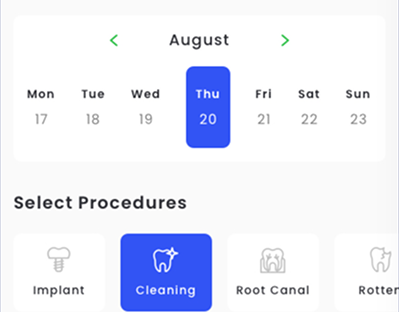 August
Mon Tue Wed Thu Fri Sat Sun
17 18 19 20 21 22 23
Select Procedures
Implant Cleaning Root Canal Rotten